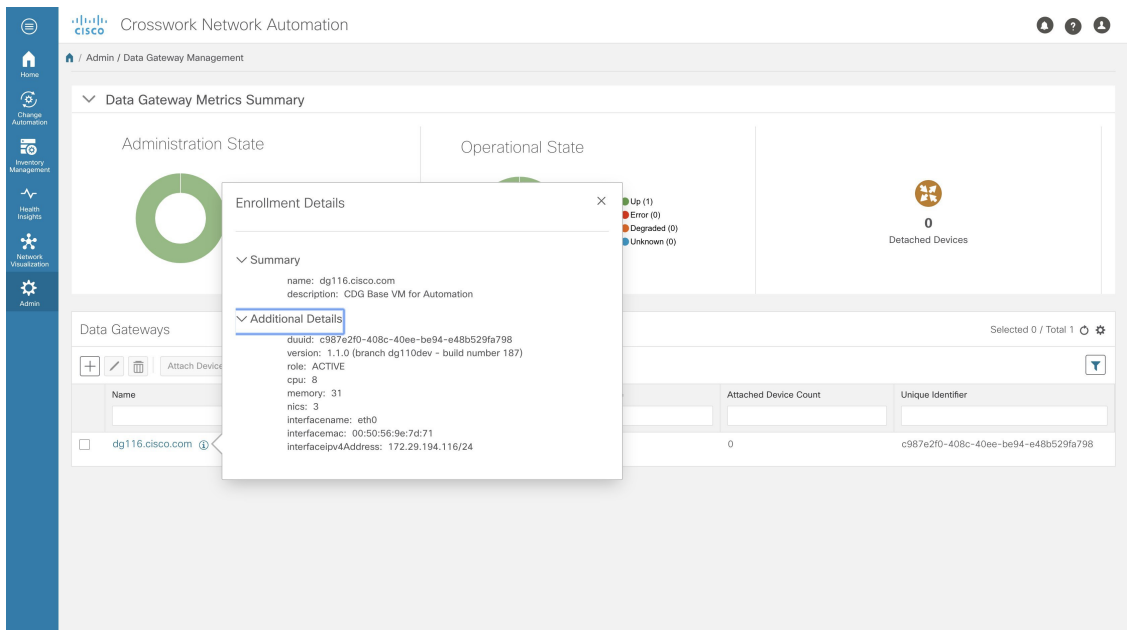 CISCO Crosswork Network Automation
Home
Change
Automation
Inventory
Management
Health
Insights
Network
Visualization
Admin
/ Admin / Data Gateway Management
Data Gateway Metrics Summary
Administration State
Operational State
Up (1)
Error (0)
Degraded (0)
Unknown (0)
0
Detached Devices
Enrollment Details
Summary
name: dg116.cisco.com
description: CDG Base VM for Automation
Additional Details
duuid: c987e2f0-408c-40ee-be94-e48b529fa798
version: 1.1.0 (branch dg110dev - build number 187)
role: ACTIVE
cpu: 8
memory: 31
nics: 3
interfacename: eth0
interfacemac: 00:50:56:9e:7d:71
interfaceipv4Address: 172.29.194.116/24
Data Gateways
Selected 0 / Total 1
Attach Device
Name
Attached Device Count
Unique Identifier
dg116.cisco.com
0
c987e2f0-408c-40ee-be94-e48b529fa798